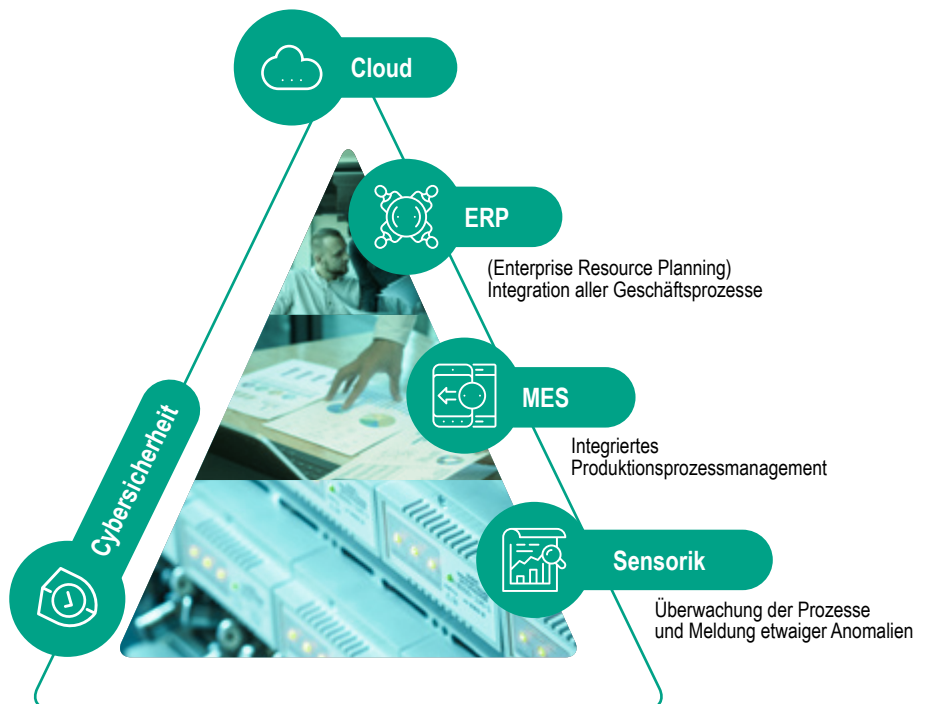 Cloud
ERP
(Enterprise Resource Planning)
Integration aller Geschäftsprozesse
MES
Integriertes
Produktionsprozessmanagement
Cybersicherheit
Sensorik
Überwachung der Prozesse
und Meldung etwaiger Anomalien